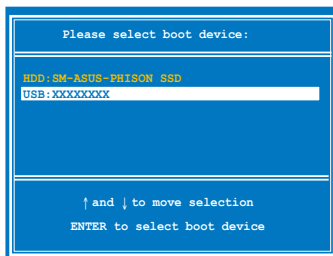 Please select boot device:
HDD:SM-ASUS-PHISON SSD
USB:XXXXXXXX
↑ and ↓ to move selection
ENTER to select boot device